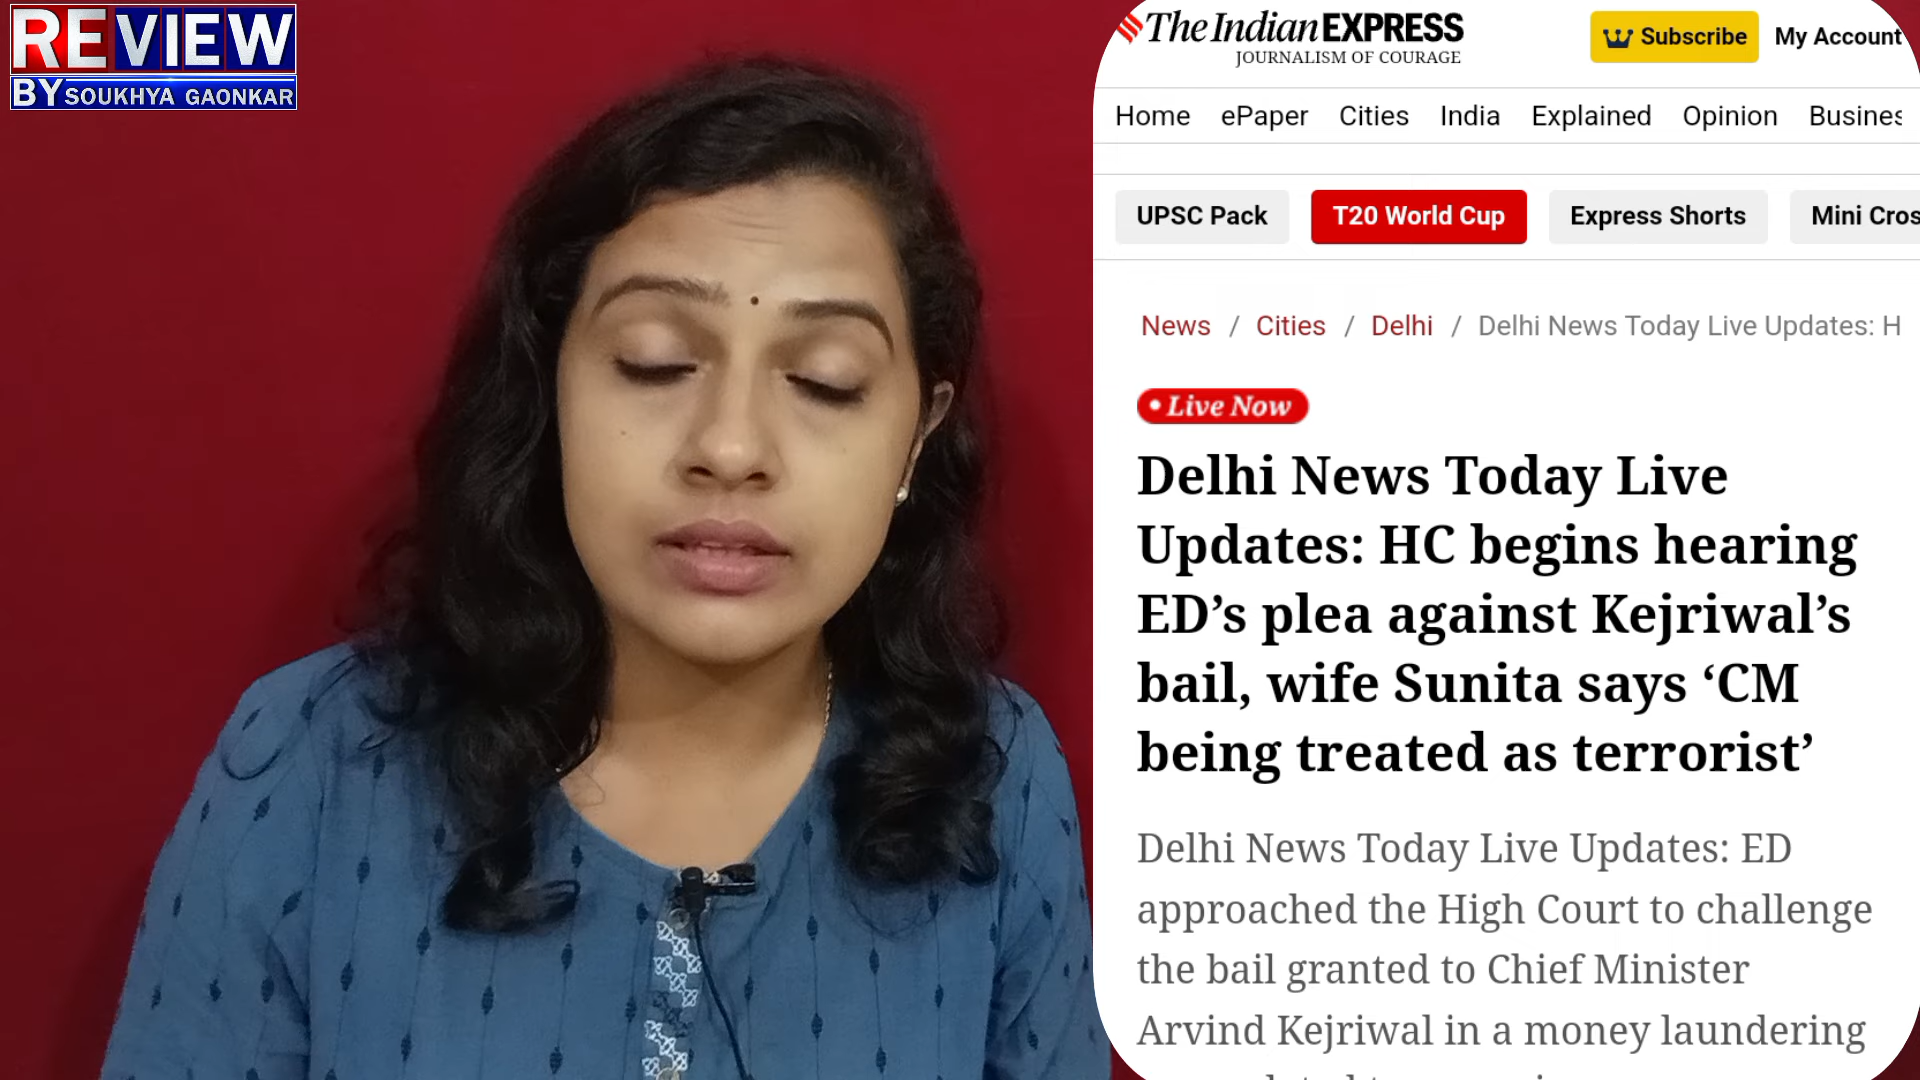 REVIEW
BY SOUKHYA GAONKAR
The Indian EXPRESS
JOURNALISM OF COURAGE
Subscribe
My Account
Home ePaper Cities India Explained Opinion Busines
UPSC Pack T20 World Cup Express Shorts Mini Cros
News / Cities / Delhi / Delhi News Today Live Updates: H
• Live Now
Delhi News Today Live
Updates: HC begins hearing
ED’s plea against Kejriwal’s
bail, wife Sunita says ‘CM
being treated as terrorist’
Delhi News Today Live Updates: ED
approached the High Court to challenge
the bail granted to Chief Minister
Arvind Kejriwal in a money laundering